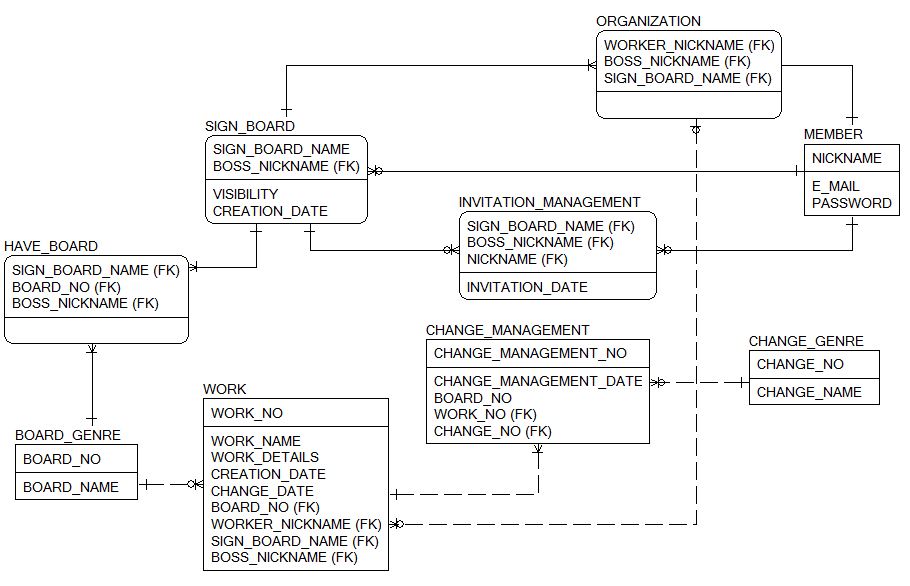 ORGANIZATION
WORKER_NICKNAME (FK)
BOSS_NICKNAME (FK)
SIGN_BOARD_NAME (FK)
SIGN_BOARD
SIGN_BOARD_NAME
BOSS_NICKNAME (FK)
VISIBILITY
CREATION_DATE
MEMBER
NICKNAME
E_MAIL
PASSWORD
INVITATION_MANAGEMENT
SIGN_BOARD_NAME (FK)
BOSS_NICKNAME (FK)
NICKNAME (FK)
INVITATION_DATE
HAVE_BOARD
SIGN_BOARD_NAME (FK)
BOARD_NO (FK)
BOSS_NICKNAME (FK)
CHANGE_MANAGEMENT
CHANGE_MANAGEMENT_NO
CHANGE_MANAGEMENT_DATE
BOARD_NO
WORK_NO (FK)
CHANGE_NO (FK)
CHANGE_GENRE
CHANGE_NO
CHANGE_NAME
WORK
WORK_NO
WORK_NAME
WORK_DETAILS
CREATION_DATE
CHANGE_DATE
BOARD_NO (FK)
WORKER_NICKNAME (FK)
SIGN_BOARD_NAME (FK)
BOSS_NICKNAME (FK)
BOARD_GENRE
BOARD_NO
BOARD_NAME